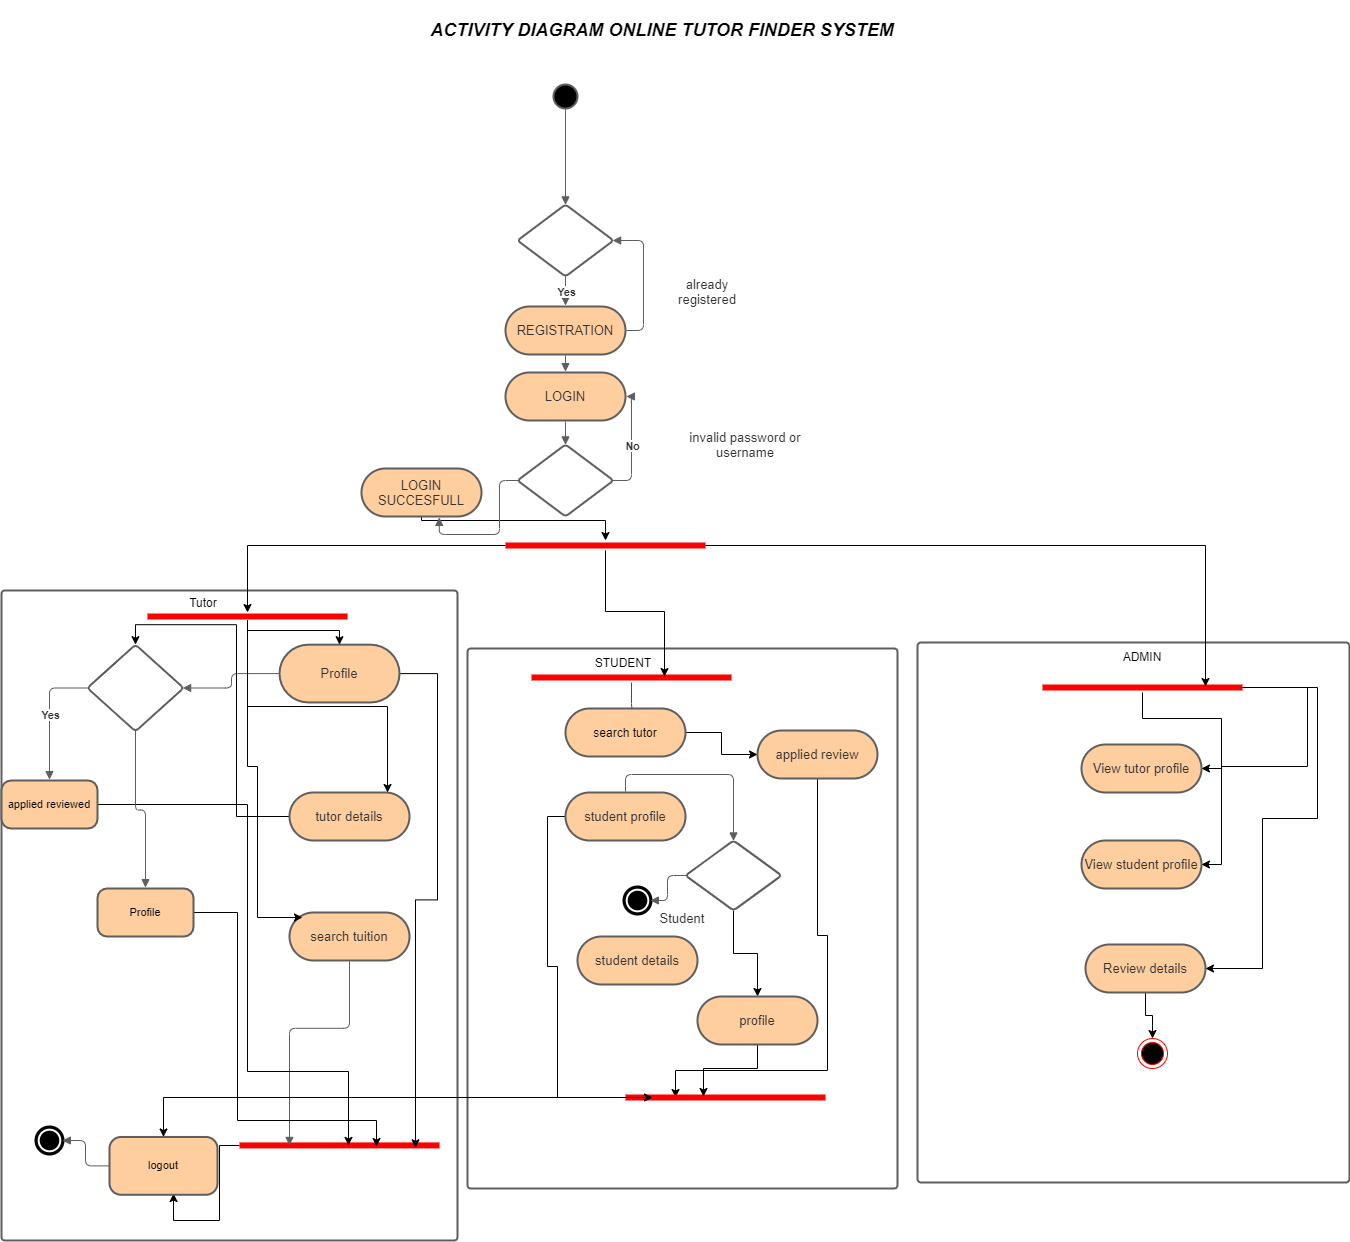 ACTIVITY DIAGRAM ONLINE TUTOR FINDER SYSTEM
already
registered
Yes
REGISTRATION
LOGIN
invalid password or
username
No
LOGIN
SUCCESFULL
Tutor
Profile
Yes
applied reviewed
tutor details
Profile
search tuition
logout
STUDENT
search tutor
applied review
student profile
Student
student details
profile
ADMIN
View tutor profile
View student profile
Review details